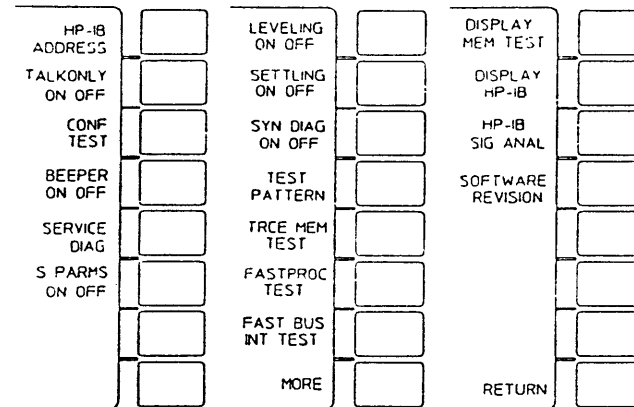 HP-IB
ADDRESS
TALKONLY
ON OFF
CONF
TEST
BEEPER
ON OFF
SERVICE
DIAG
S PARMS
ON OFF
LEVELING
ON OFF
SETTLING
ON OFF
SYN DIAG
ON OFF
TEST
PATTERN
TRCE MEM
TEST
FASTPROC
TEST
FAST BUS
INT TEST
MORE
DISPLAY
MEM TEST
DISPLAY
HP-IB
HP-IB
SIG ANAL
SOFTWARE
REVISION
RETURN